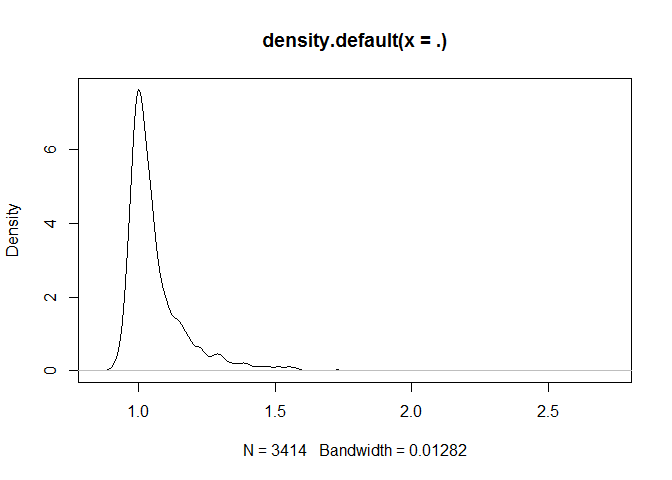 density.default(x = .)
Density
0
2
4
6
1.0
1.5
2.0
2.5
N = 3414 Bandwidth = 0.01282